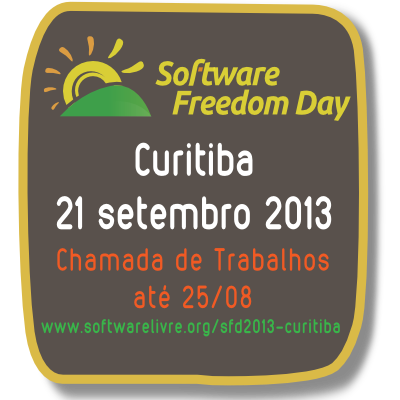 Software
Freedom Day
Curitiba
21 setembro 2013
Chamada de Trabalhos
até 25/08
www.softwarelivre.org/sfd2013-curitiba